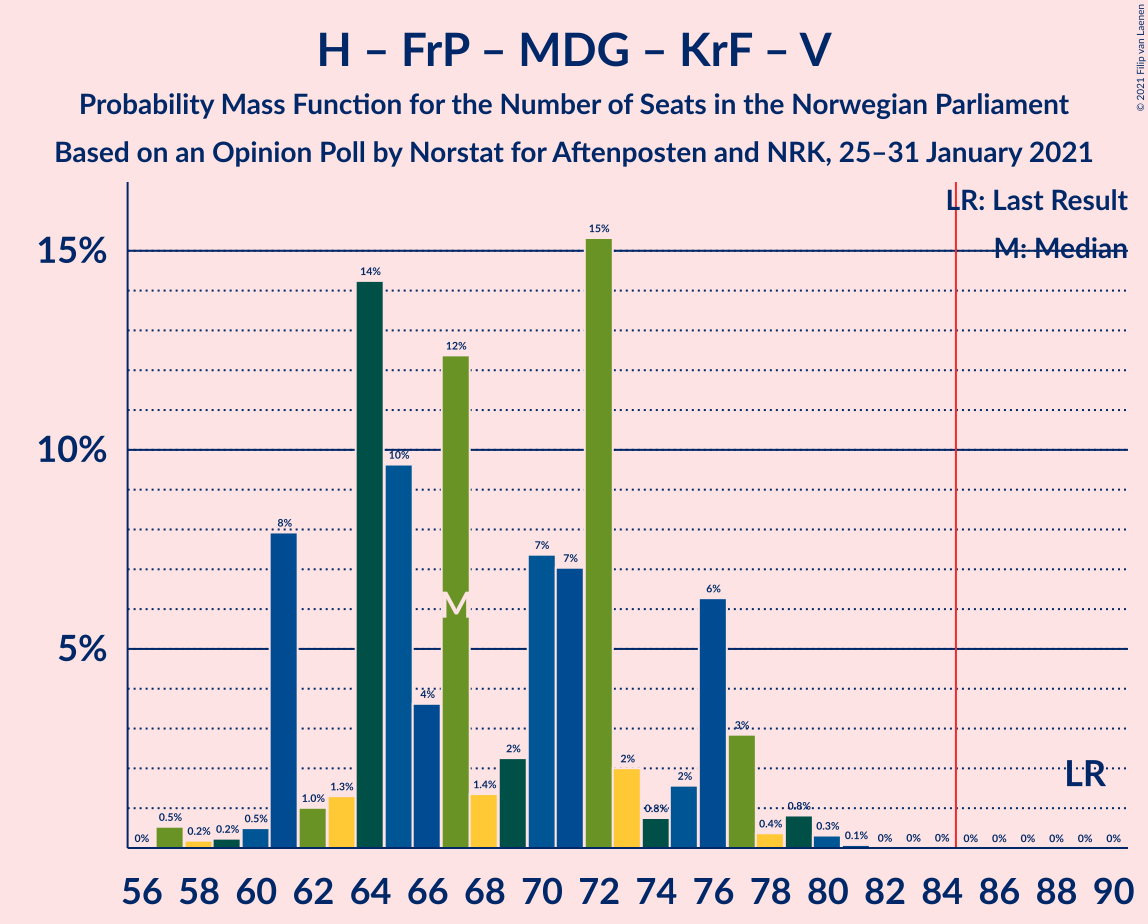 H – FrP – MDG – KrF – V
Probability Mass Function for the Number of Seats in the Norwegian Parliament
Based on an Opinion Poll by Norstat for Aftenposten and NRK, 25–31 January 2021
© 2021 Filip van Laenen
LR: Last Result
M: Median
15%
10%
5%
0% 0.5% 0.2% 0.2% 0.5% 8% 1.0% 1.3% 14% 10% 4% 12% 1.4% 2% 7% 7% 15% 2% 0.8% 2% 6% 3% 0.4% 0.8% 0.3% 0.1% 0% 0% 0% 0% 0% 0% 0% 0% 0%
M
LR
56 58 60 62 64 66 68 70 72 74 76 78 80 82 84 86 88 90